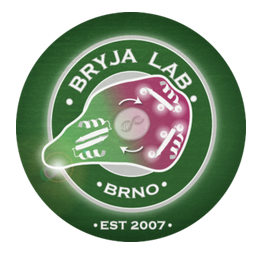 • BRYJA LAB •
• BRNO •
• EST 2007 •